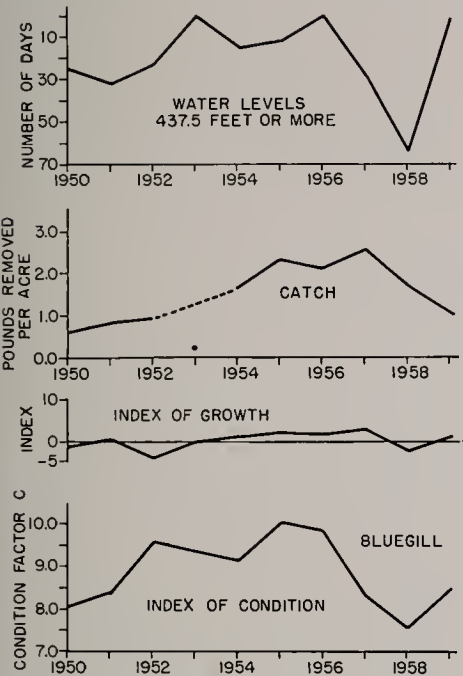 NUMBER OF DAYS
10
30
50
70
WATER LEVELS
437.5 FEET OR MORE
1950 1952 1954 1956 1958
POUNDS REMOVED
PER ACRE
3.0
2.0
1.0
0.0
CATCH
1950 1952 1954 1956 1958
INDEX
10
0
-5
INDEX OF GROWTH
CONDITION FACTOR C
10.0
9.0
8.0
7.0
BLUEGILL
INDEX OF CONDITION
1950 1952 1954 1956 1958